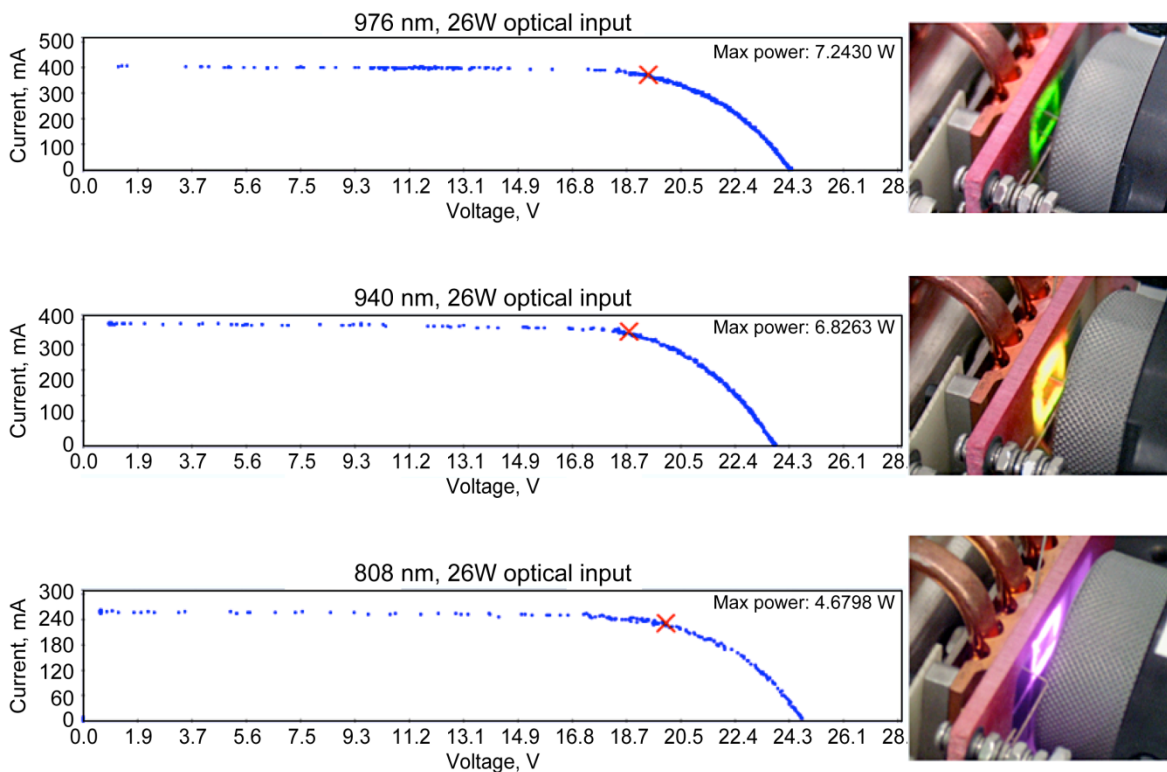 976 nm, 26W optical input
Max power: 7.2430 W
Current, mA
500
400
300
200
100
0
0.0 1.9 3.7 5.6 7.5 9.3 11.2 13.1 14.9 16.8 18.7 20.5 22.4 24.3 26.1 28.
Voltage, V
940 nm, 26W optical input
Max power: 6.8263 W
Current, mA
400
300
200
100
0
0.0 1.9 3.7 5.6 7.5 9.3 11.2 13.1 14.9 16.8 18.7 20.5 22.4 24.3 26.1 28.
Voltage, V
808 nm, 26W optical input
Max power: 4.6798 W
Current, mA
300
240
180
120
60
0
0.0 1.9 3.7 5.6 7.5 9.3 11.2 13.1 14.9 16.8 18.7 20.5 22.4 24.3 26.1 28.
Voltage, V